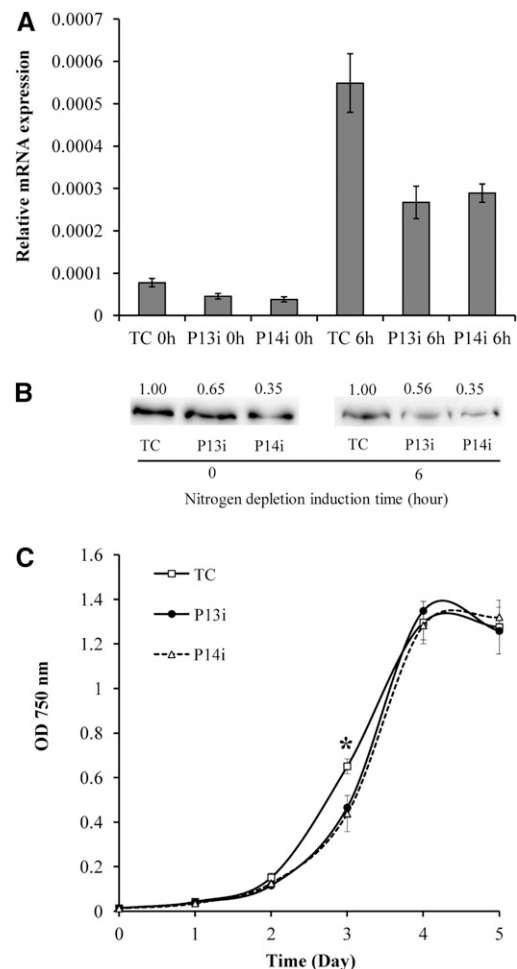 A
Relative mRNA expression
0.0007
0.0006
0.0005
0.0004
0.0003
0.0002
0.0001
0
TC 0h P13i 0h P14i 0h TC 6h P13i 6h P14i 6h
B
1.00 0.65 0.35 1.00 0.56 0.35
TC P13i P14i TC P13i P14i
0 6
Nitrogen depletion induction time (hour)
C
OD 750 nm
1.6
1.4
1.2
1
0.8
0.6
0.4
0.2
0
TC
P13i
P14i
*
0 1 2 3 4 5
Time (Day)